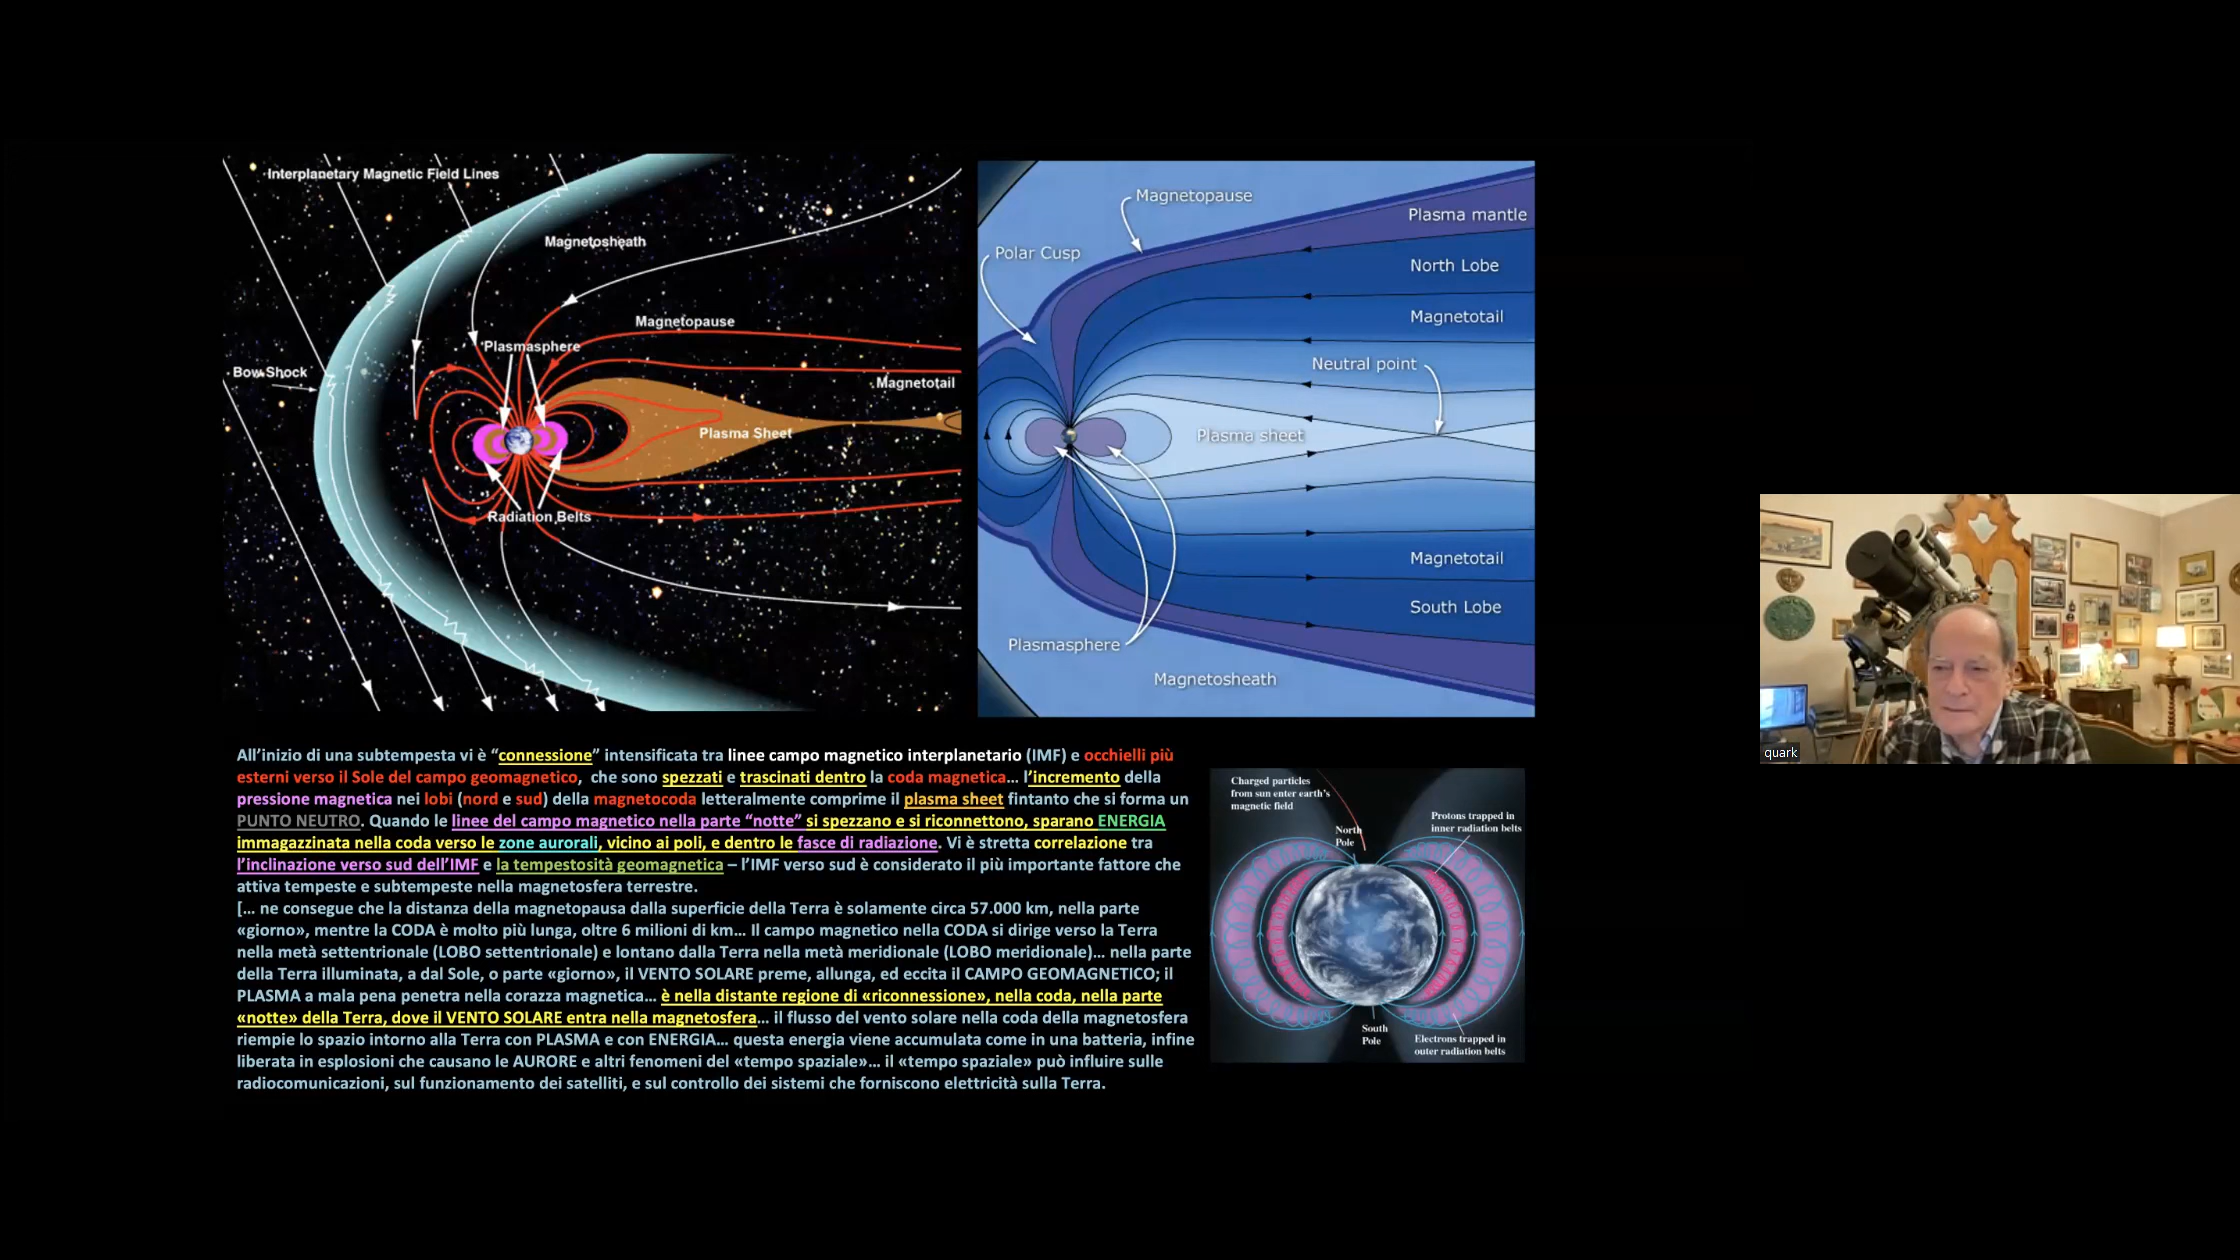 Interplanetary Magnetic Field Lines
Magnetosheath
Magnetopause
Plasmasphere
Bow Shock
Magnetotail
Plasma Sheet
Radiation Belts
Magnetopause
Plasma mantle
Polar Cusp
North Lobe
Magnetotail
Neutral point
Plasma sheet
Magnetotail
South Lobe
Plasmasphere
Magnetosheath
quark
All’inizio di una subtempesta vi è “connessione” intensificata tra linee campo magnetico interplanetario (IMF) e occhielli più
esterni verso il Sole del campo geomagnetico, che sono spezzati e trascinati dentro la coda magnetica… l’incremento della
pressione magnetica nei lobi (nord e sud) della magnetocoda letteralmente comprime il plasma sheet fintanto che si forma un
PUNTO NEUTRO. Quando le linee del campo magnetico nella parte “notte” si spezzano e si riconnettono, sparano ENERGIA
immagazzinata nella coda verso le zone aurorali, vicino ai poli, e dentro le fasce di radiazione. Vi è stretta correlazione tra
l’inclinazione verso sud dell’IMF e la tempestosità geomagnetica – l’IMF verso sud è considerato il più importante fattore che
attiva tempeste e subtempeste nella magnetosfera terrestre.
[… ne consegue che la distanza della magnetopausa dalla superficie della Terra è solamente circa 57.000 km, nella parte
«giorno», mentre la CODA è molto più lunga, oltre 6 milioni di km… Il campo magnetico nella CODA si dirige verso la Terra
nella metà settentrionale (LOBO settentrionale) e lontano dalla Terra nella metà meridionale (LOBO meridionale)… nella parte
della Terra illuminata, a dal Sole, o parte «giorno», il VENTO SOLARE preme, allunga, ed eccita il CAMPO GEOMAGNETICO; il
PLASMA a mala pena penetra nella corazza magnetica… è nella distante regione di «riconnessione», nella coda, nella parte
«notte» della Terra, dove il VENTO SOLARE entra nella magnetosfera… il flusso del vento solare nella coda della magnetosfera
riempie lo spazio intorno alla Terra con PLASMA e con ENERGIA… questa energia viene accumulata come in una batteria, infine
liberata in esplosioni che causano le AURORE e altri fenomeni del «tempo spaziale»… il «tempo spaziale» può influire sulle
radiocomunicazioni, sul funzionamento dei satelliti, e sul controllo dei sistemi che forniscono elettricità sulla Terra.
Charged particles
from sun enter earth's
magnetic field
North
Pole
Protons trapped in
inner radiation belts
South
Pole
Electrons trapped in
outer radiation belts